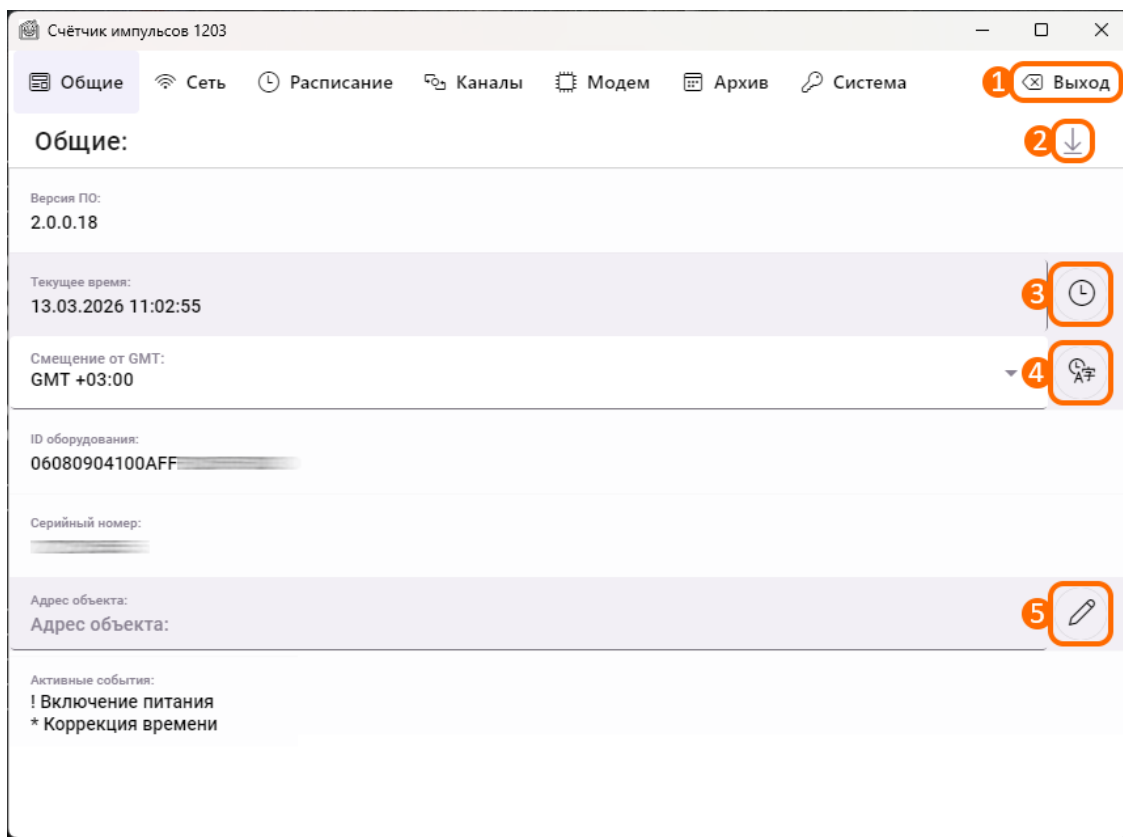 Счётчик импульсов 1203
Общие Сеть Расписание Каналы Модем Архив Система 1 Выход
Общие: 2
Версия ПО:
2.0.0.18
Текущее время:
13.03.2026 11:02:55 3
Смещение от GMT:
GMT +03:00 4 A字
ID оборудования:
06080904100AFF
Серийный номер:
Адрес объекта:
Адрес объекта: 5
Активные события:
! Включение питания
* Коррекция времени